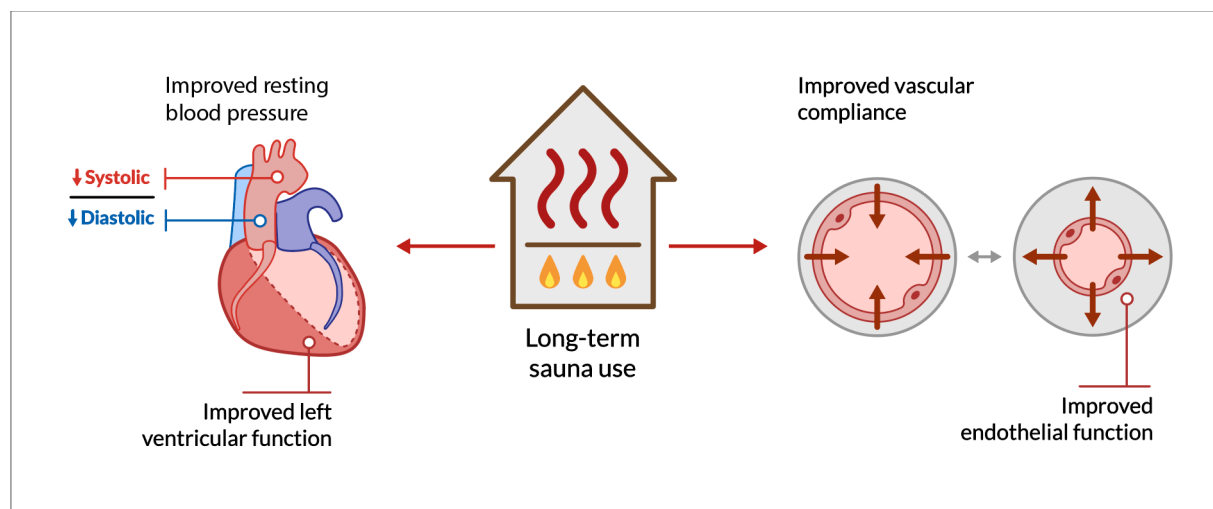 Improved resting
blood pressure
↓ Systolic
↓ Diastolic
Improved left
ventricular function
Long-term
sauna use
Improved vascular
compliance
Improved
endothelial function